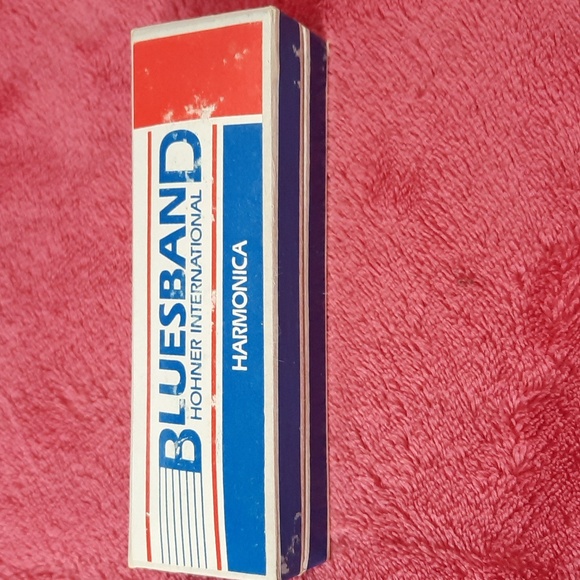 BLUESBAND
HOHNER INTERNATIONAL
HARMONICA